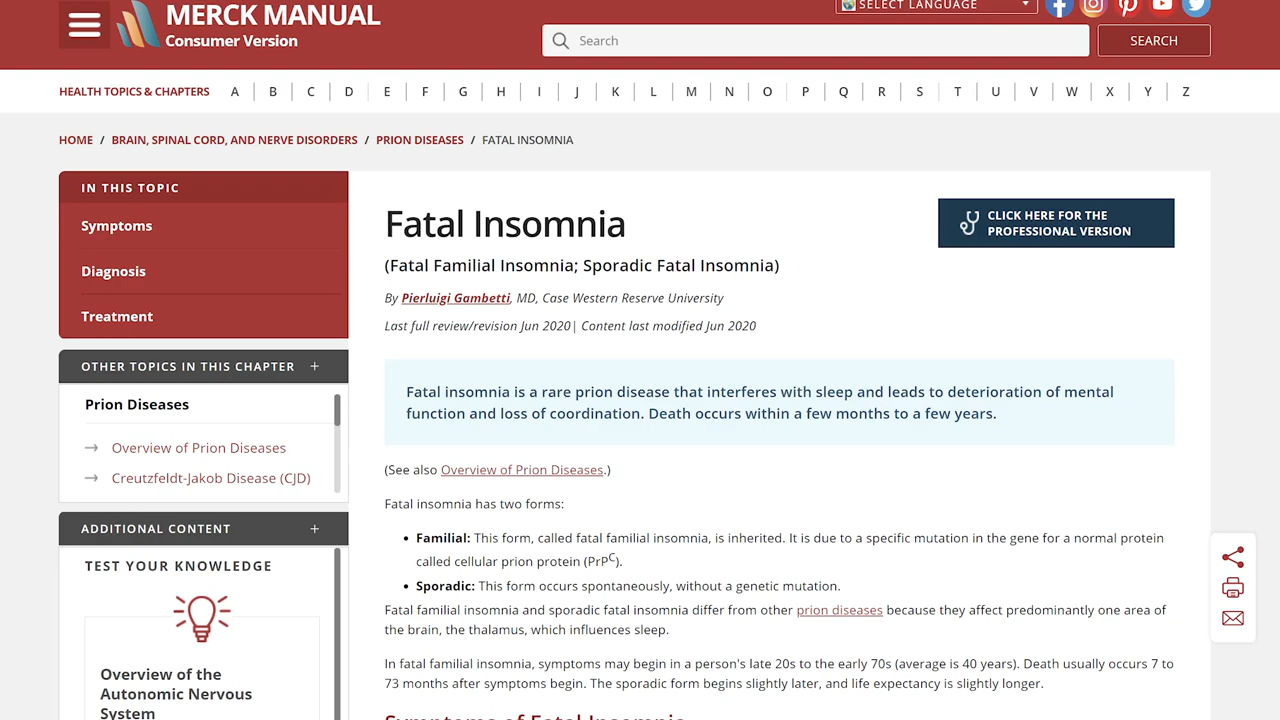 MERCK MANUAL
Consumer Version
SELECT LANGUAGE
Search
SEARCH
HEALTH TOPICS & CHAPTERS A B C D E F G H I J K L M N O P Q R S T U V W X Y Z
HOME / BRAIN, SPINAL CORD, AND NERVE DISORDERS / PRION DISEASES / FATAL INSOMNIA
IN THIS TOPIC
Symptoms
Diagnosis
Treatment
OTHER TOPICS IN THIS CHAPTER +
Prion Diseases
→ Overview of Prion Diseases
→ Creutzfeldt-Jakob Disease (CJD)
ADDITIONAL CONTENT +
TEST YOUR KNOWLEDGE
Overview of the
Autonomic Nervous
System
Fatal Insomnia
(Fatal Familial Insomnia; Sporadic Fatal Insomnia)
By Pierluigi Gambetti, MD, Case Western Reserve University
Last full review/revision Jun 2020| Content last modified Jun 2020
CLICK HERE FOR THE
PROFESSIONAL VERSION
Fatal insomnia is a rare prion disease that interferes with sleep and leads to deterioration of mental
function and loss of coordination. Death occurs within a few months to a few years.
(See also Overview of Prion Diseases.)
Fatal insomnia has two forms:
• Familial: This form, called fatal familial insomnia, is inherited. It is due to a specific mutation in the gene for a normal protein
called cellular prion protein (PrPC).
• Sporadic: This form occurs spontaneously, without a genetic mutation.
Fatal familial insomnia and sporadic fatal insomnia differ from other prion diseases because they affect predominantly one area of
the brain, the thalamus, which influences sleep.
In fatal familial insomnia, symptoms may begin in a person's late 20s to the early 70s (average is 40 years). Death usually occurs 7 to
73 months after symptoms begin. The sporadic form begins slightly later, and life expectancy is slightly longer.
Symptoms of Fatal Insomnia